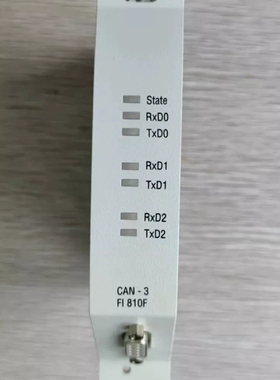 State
RxD0
TxD0
RxD1
TxD1
RxD2
TxD2
CAN - 3
FI 810F